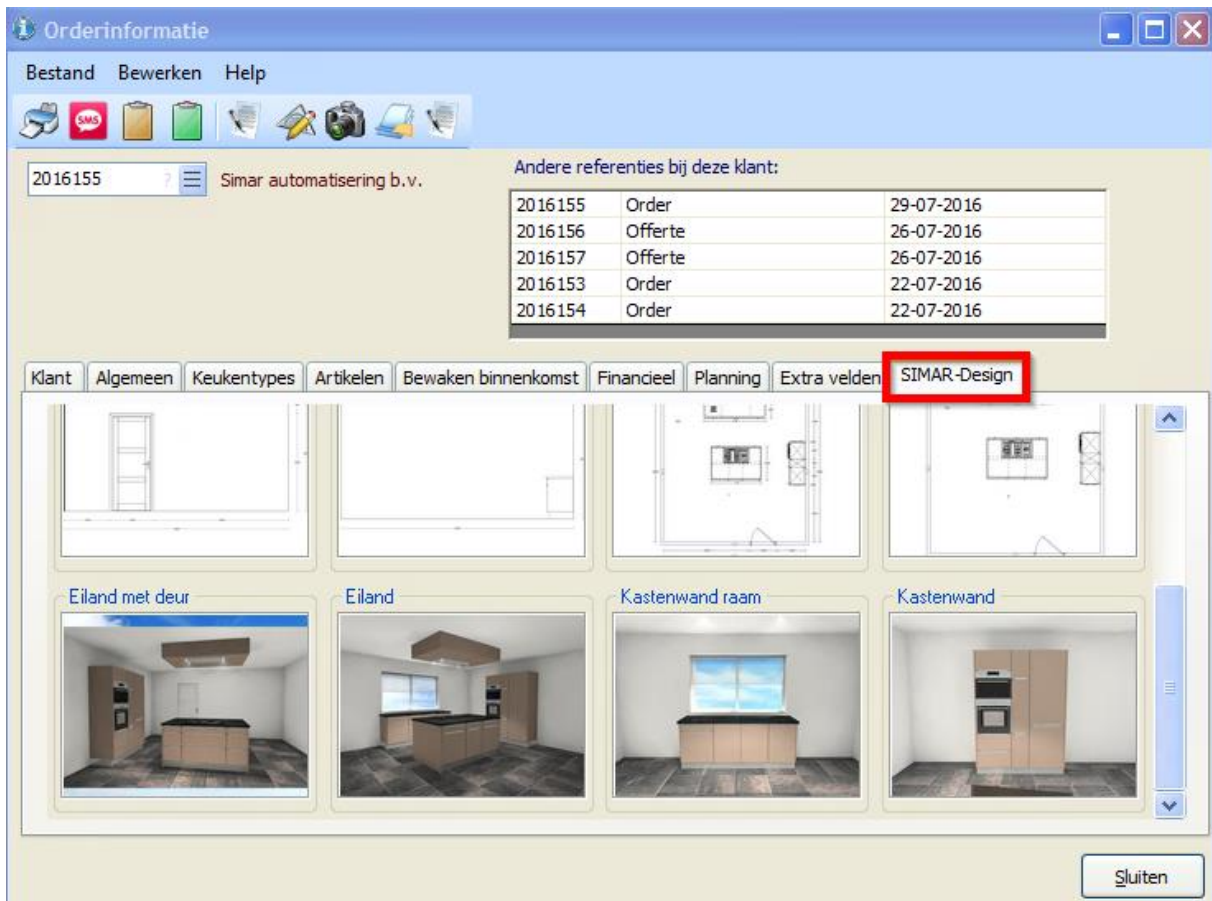 Orderinformatie
Bestand Bewerken Help
SMS
2016155 ? Simar automatisering b.v.
Andere referenties bij deze klant:
2016155 Order 29-07-2016
2016156 Offerte 26-07-2016
2016157 Offerte 26-07-2016
2016153 Order 22-07-2016
2016154 Order 22-07-2016
Klant Algemeen Keukentypes Artikelen Bewaken binnenkomst Financieel Planning Extra velden SIMAR-Design
Eiland met deur Eiland Kastenwand raam Kastenwand
Sluiten